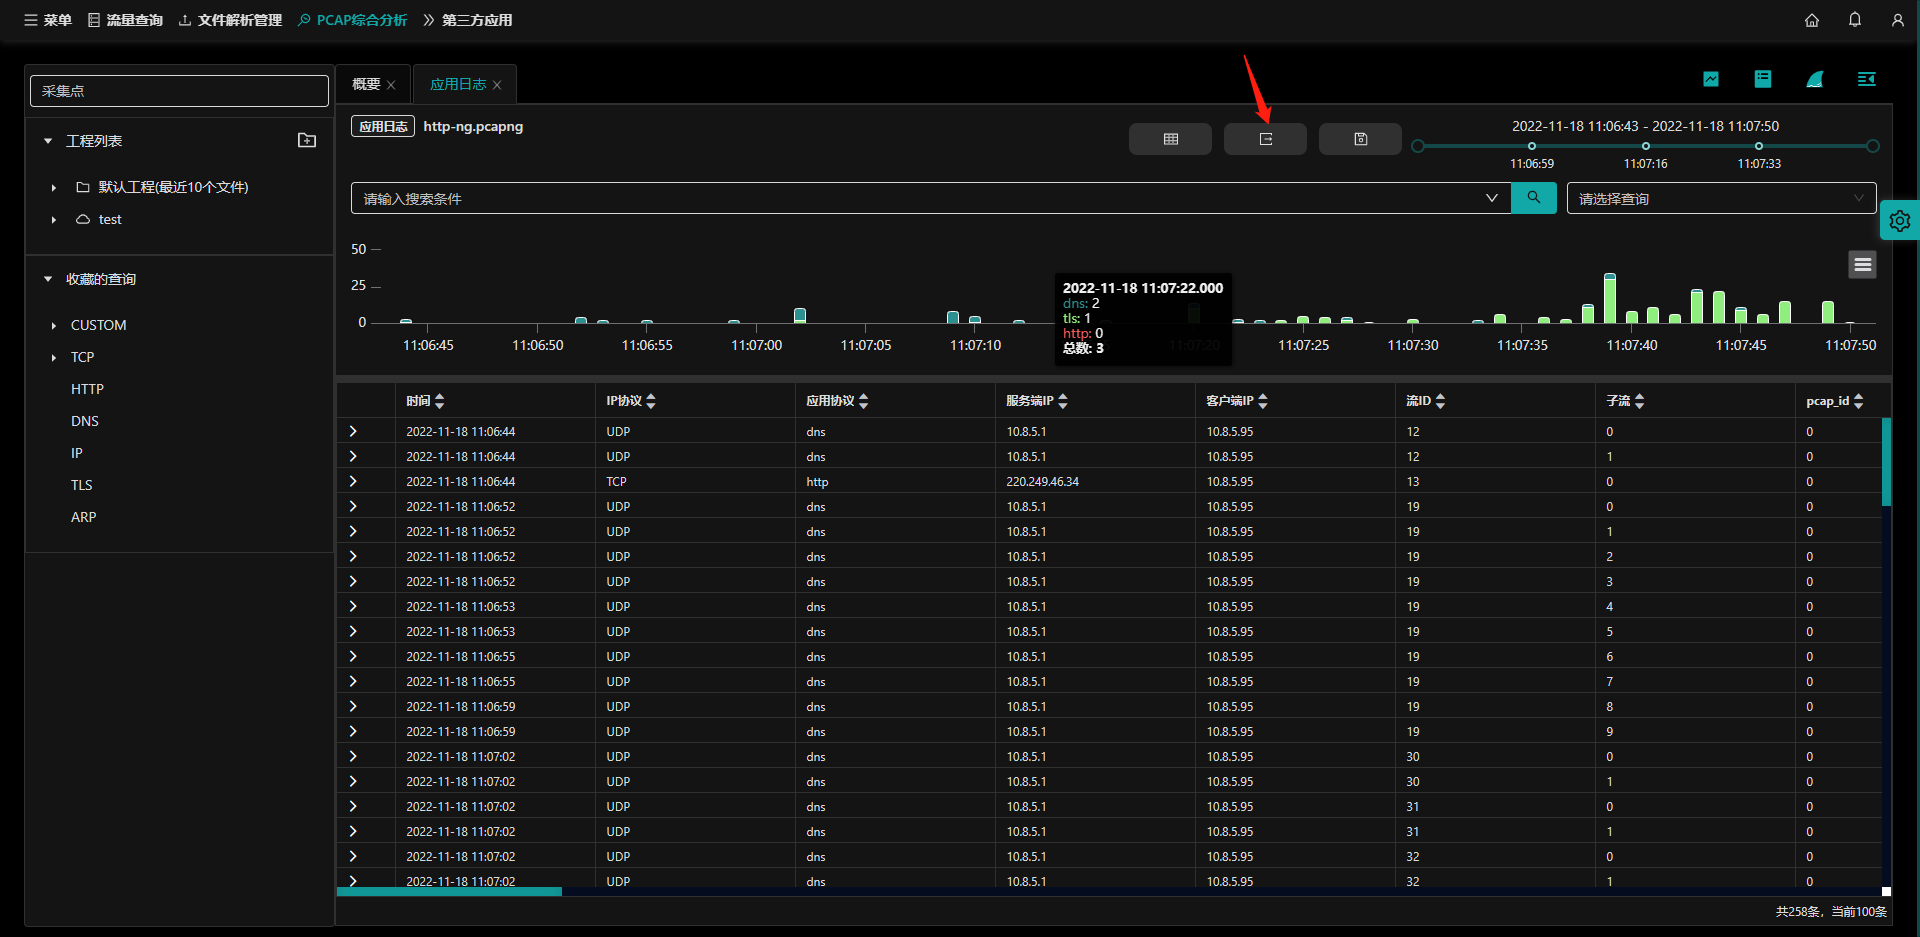 菜单 流量查询 文件解析管理 PCAP综合分析 第三方应用
采集点
工程列表
默认工程(最近10个文件)
test
收藏的查询
CUSTOM
TCP
HTTP
DNS
IP
TLS
ARP
概要 应用日志
应用日志 http-ng.pcapng
2022-11-18 11:06:43 - 2022-11-18 11:07:50
11:06:59 11:07:16 11:07:33
请输入搜索条件 请选择查询
50
25
0
2022-11-18 11:07:22.000
dns: 2
tls: 1
http: 0
总数: 3
11:06:45 11:06:50 11:06:55 11:07:00 11:07:05 11:07:10 11:07:20 11:07:25 11:07:30 11:07:35 11:07:40 11:07:45 11:07:50
时间 IP协议 应用协议 服务端IP 客户端IP 流ID 子流 pcap_id
2022-11-18 11:06:44 UDP dns 10.8.5.1 10.8.5.95 12 0 0
2022-11-18 11:06:44 UDP dns 10.8.5.1 10.8.5.95 12 1 0
2022-11-18 11:06:44 TCP http 220.249.46.34 10.8.5.95 13 0 0
2022-11-18 11:06:52 UDP dns 10.8.5.1 10.8.5.95 19 0 0
2022-11-18 11:06:52 UDP dns 10.8.5.1 10.8.5.95 19 1 0
2022-11-18 11:06:52 UDP dns 10.8.5.1 10.8.5.95 19 2 0
2022-11-18 11:06:52 UDP dns 10.8.5.1 10.8.5.95 19 3 0
2022-11-18 11:06:53 UDP dns 10.8.5.1 10.8.5.95 19 4 0
2022-11-18 11:06:53 UDP dns 10.8.5.1 10.8.5.95 19 5 0
2022-11-18 11:06:55 UDP dns 10.8.5.1 10.8.5.95 19 6 0
2022-11-18 11:06:55 UDP dns 10.8.5.1 10.8.5.95 19 7 0
2022-11-18 11:06:59 UDP dns 10.8.5.1 10.8.5.95 19 8 0
2022-11-18 11:06:59 UDP dns 10.8.5.1 10.8.5.95 19 9 0
2022-11-18 11:07:02 UDP dns 10.8.5.1 10.8.5.95 30 0 0
2022-11-18 11:07:02 UDP dns 10.8.5.1 10.8.5.95 30 1 0
2022-11-18 11:07:02 UDP dns 10.8.5.1 10.8.5.95 31 0 0
2022-11-18 11:07:02 UDP dns 10.8.5.1 10.8.5.95 31 1 0
2022-11-18 11:07:02 UDP dns 10.8.5.1 10.8.5.95 32 0 0
2022-11-18 11:07:02 UDP dns 10.8.5.1 10.8.5.95 32 1 0
共258条，当前100条